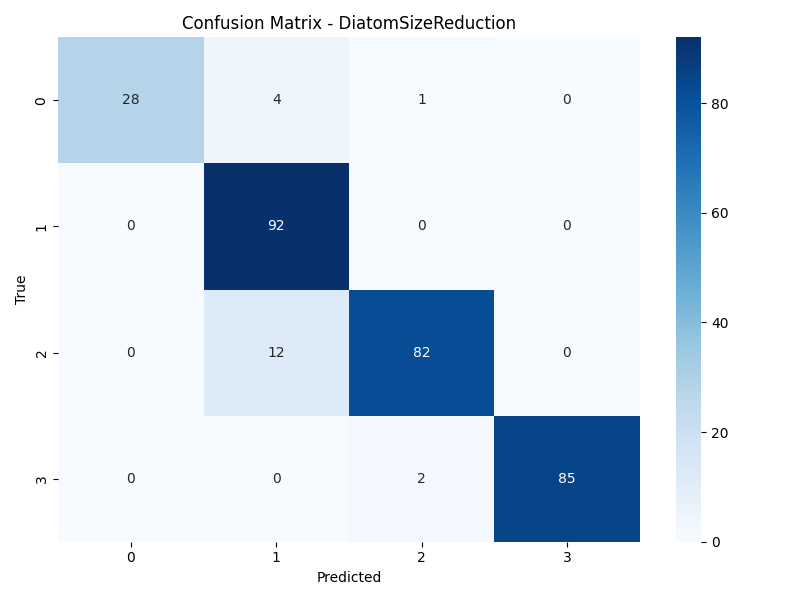 Confusion Matrix - DiatomSizeReduction
0 28 4 1 0
1 0 92 0 0
2 0 12 82 0
3 0 0 2 85
0 1 2 3
True
Predicted
80
60
40
20
0